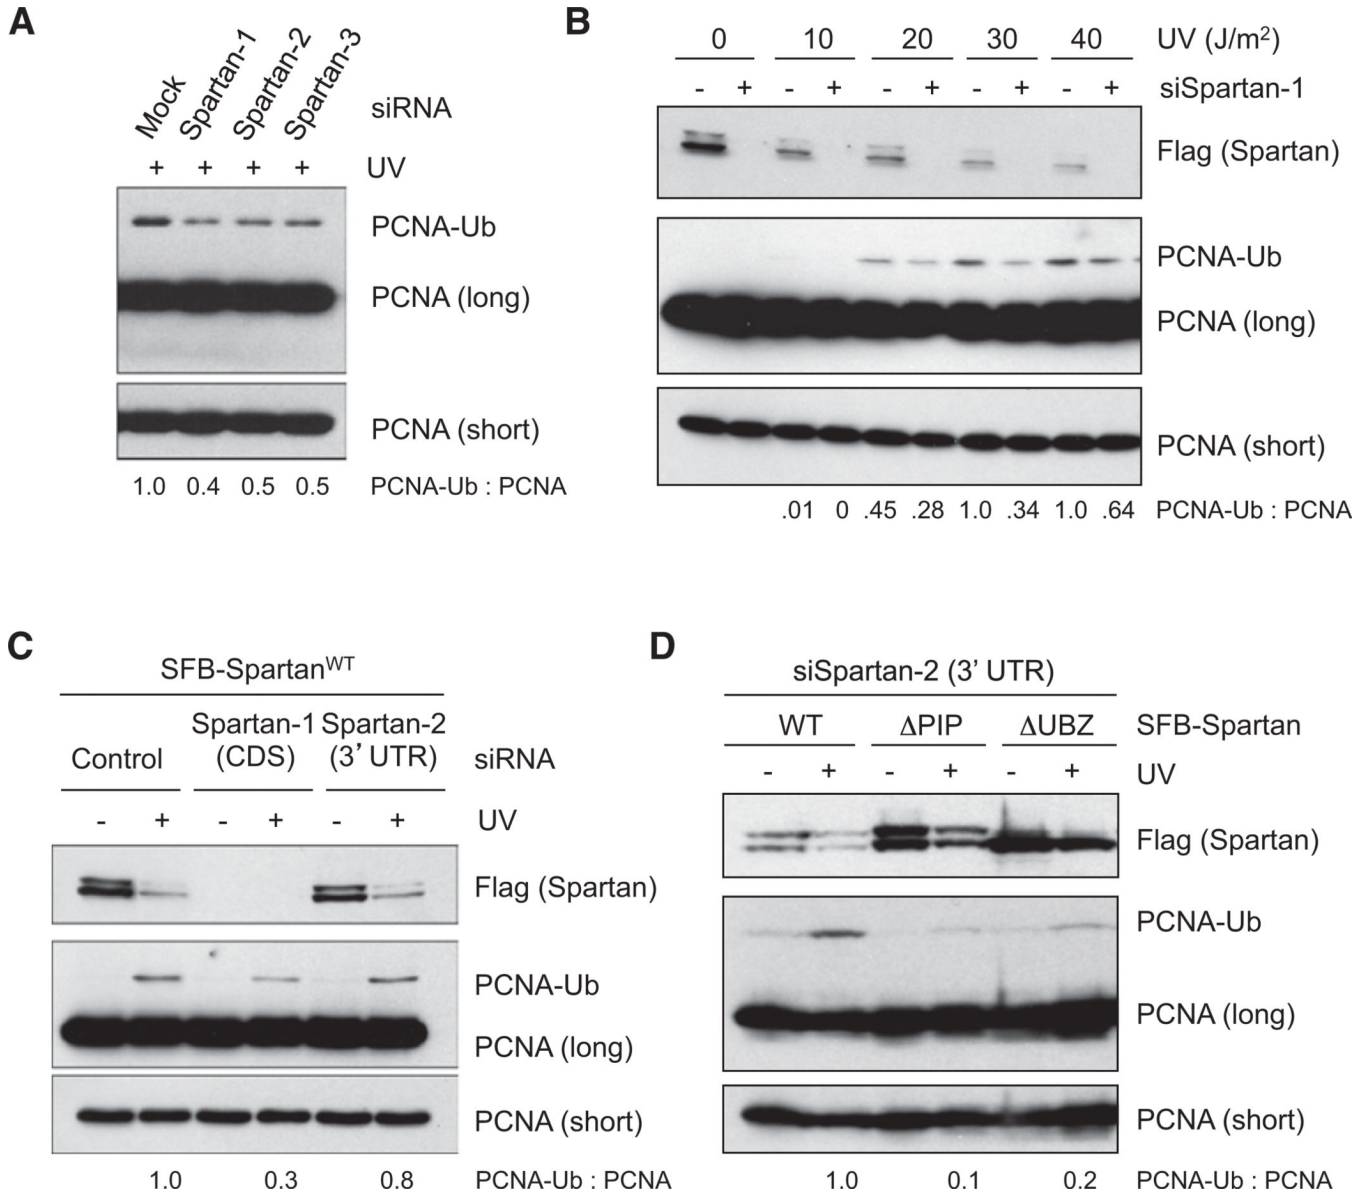 A
Mock Spartan-1 Spartan-2 Spartan-3
siRNA
+ + + + UV
PCNA-Ub
PCNA (long)
PCNA (short)
1.0 0.4 0.5 0.5 PCNA-Ub : PCNA
B
0 10 20 30 40 UV (J/m²)
- + - + - + - + - + siSpartan-1
Flag (Spartan)
PCNA-Ub
PCNA (long)
PCNA (short)
.01 0 .45 .28 1.0 .34 1.0 .64 PCNA-Ub : PCNA
C
SFB-Spartanᵂᵀ
Spartan-1 Spartan-2
Control (CDS) (3’ UTR) siRNA
- + - + - + UV
Flag (Spartan)
PCNA-Ub
PCNA (long)
PCNA (short)
1.0 0.3 0.8 PCNA-Ub : PCNA
D
siSpartan-2 (3’ UTR)
WT ΔPIP ΔUBZ SFB-Spartan
- + - + - + UV
Flag (Spartan)
PCNA-Ub
PCNA (long)
PCNA (short)
1.0 0.1 0.2 PCNA-Ub : PCNA